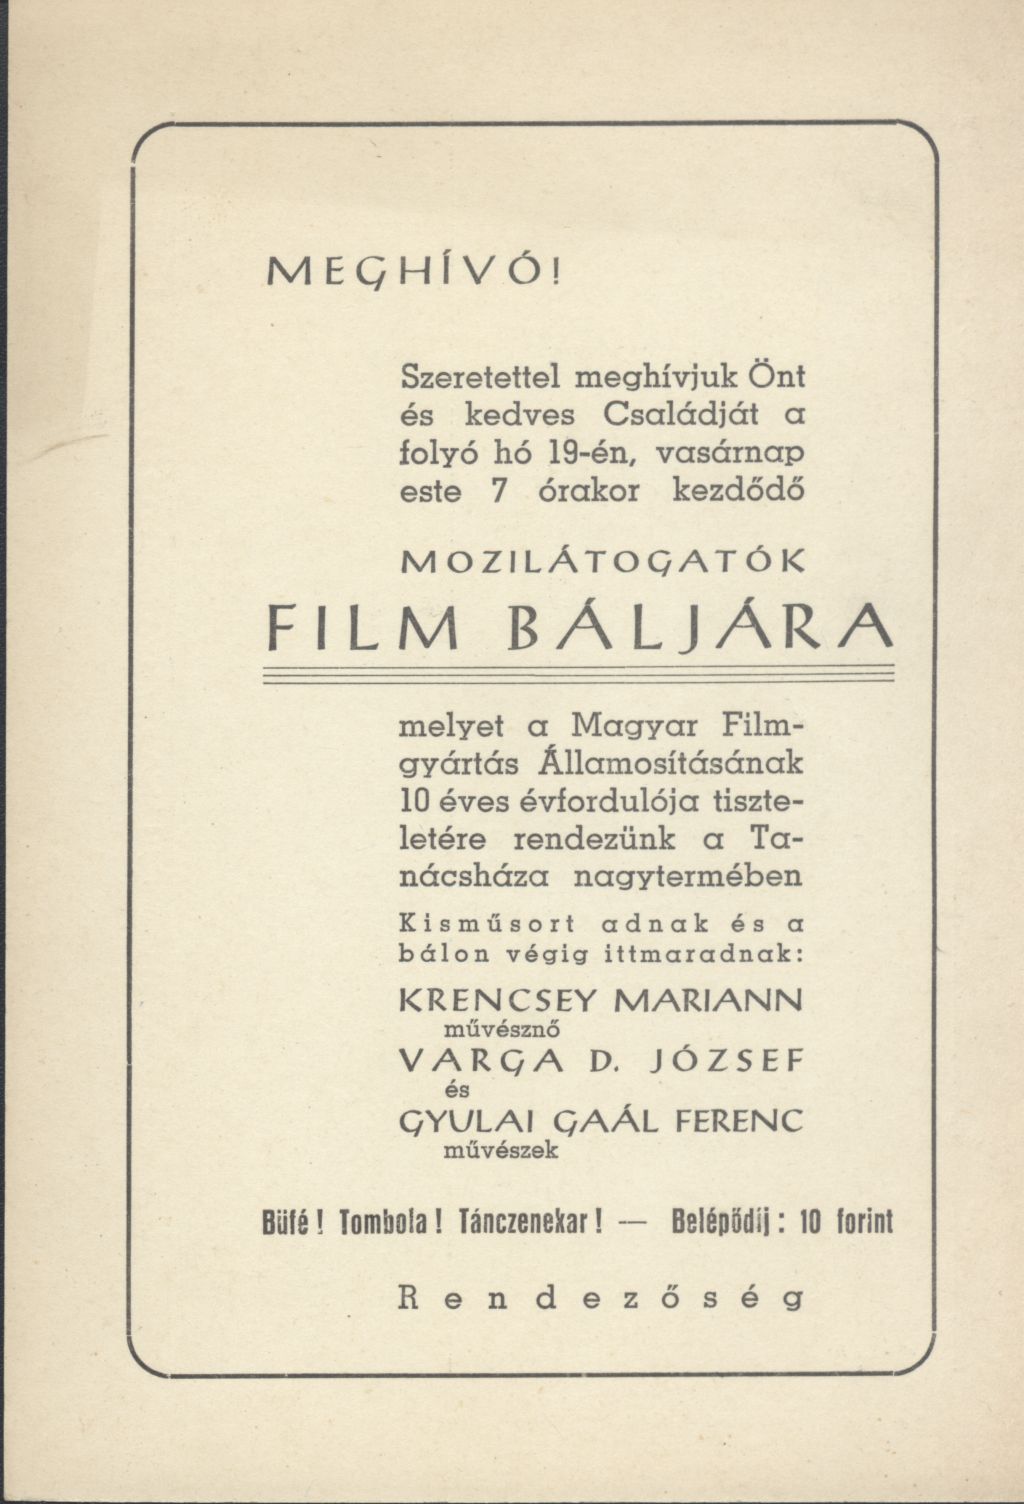 MEGHÍVÓ!
Szeretettel meghívjuk Önt
és kedves Családját a
folyó hó 19-én, vasárnap
este 7 órakor kezdődő
MOZILÁTOGATÓK
FILM BÁLJÁRA
melyet a Magyar Film-
gyártás Államosításának
10 éves évfordulója tiszte-
letére rendezünk a Ta-
nácsháza nagytermében
Kisműsort adnak és a
bálon végig ittmaradnak:
KRENCSEY MARIANN
művésznő
VARGA D. JÓZSEF
és
GYULAI GAÁL FERENC
művészek
Büfé! Tombola! Tánczenekar! — Belépődíj: 10 forint
Rendezőség